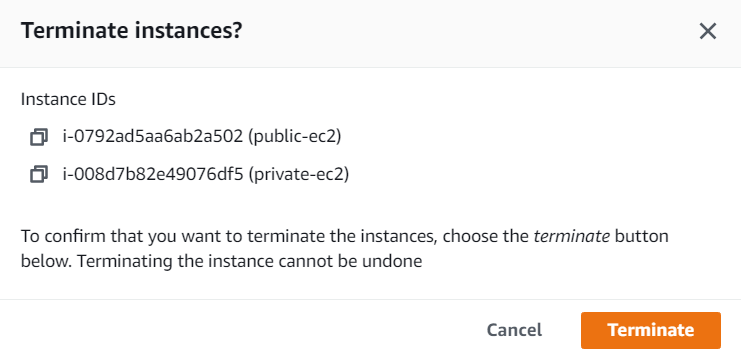 Terminate instances?
Instance IDs
i-0792ad5aa6ab2a502 (public-ec2)
i-008d7b82e49076df5 (private-ec2)
To confirm that you want to terminate the instances, choose the terminate button
below. Terminating the instance cannot be undone
Cancel
Terminate